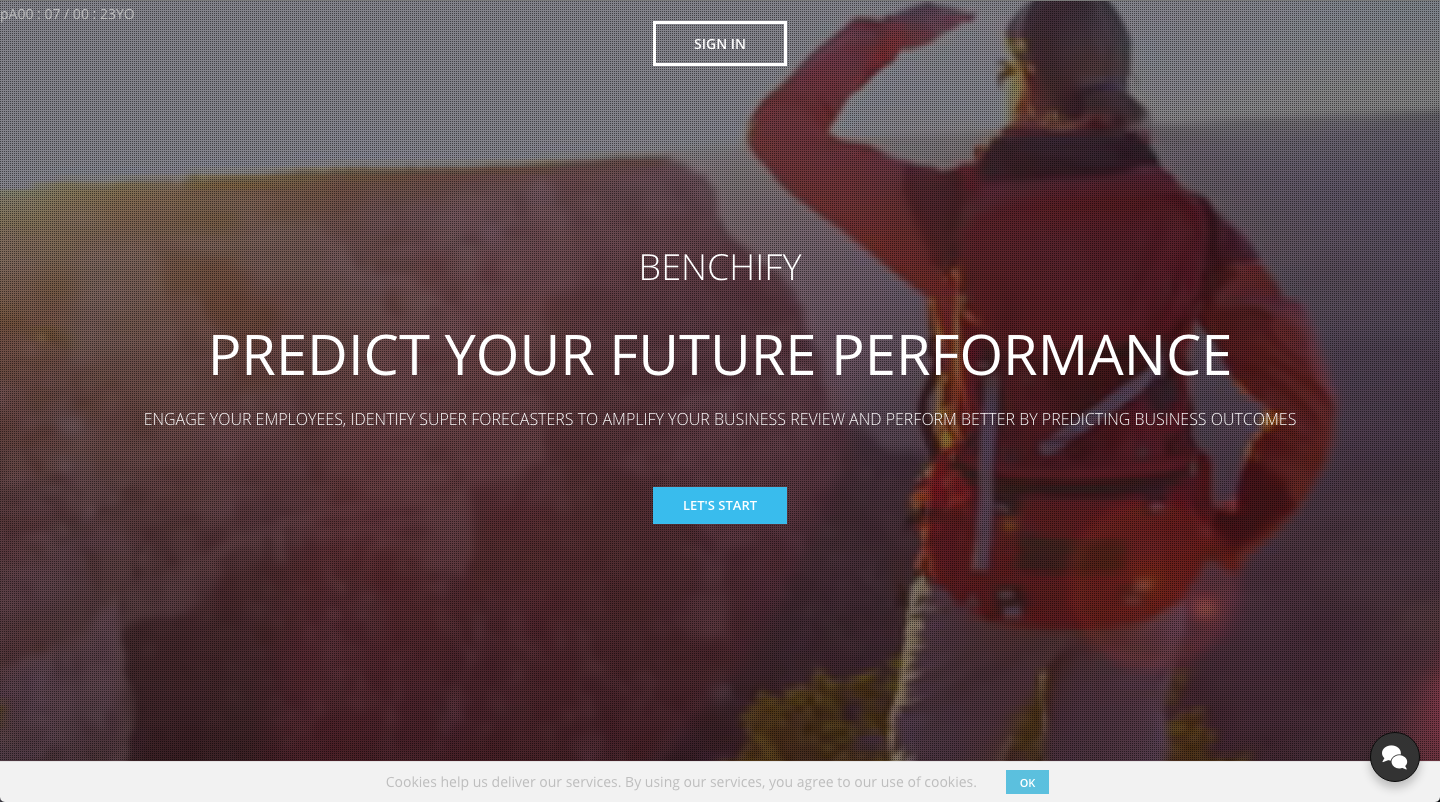 pA00 : 07 / 00 : 23YO
SIGN IN
BENCHIFY
PREDICT YOUR FUTURE PERFORMANCE
ENGAGE YOUR EMPLOYEES, IDENTIFY SUPER FORECASTERS TO AMPLIFY YOUR BUSINESS REVIEW AND PERFORM BETTER BY PREDICTING BUSINESS OUTCOMES
LET'S START
Cookies help us deliver our services. By using our services, you agree to our use of cookies.
OK